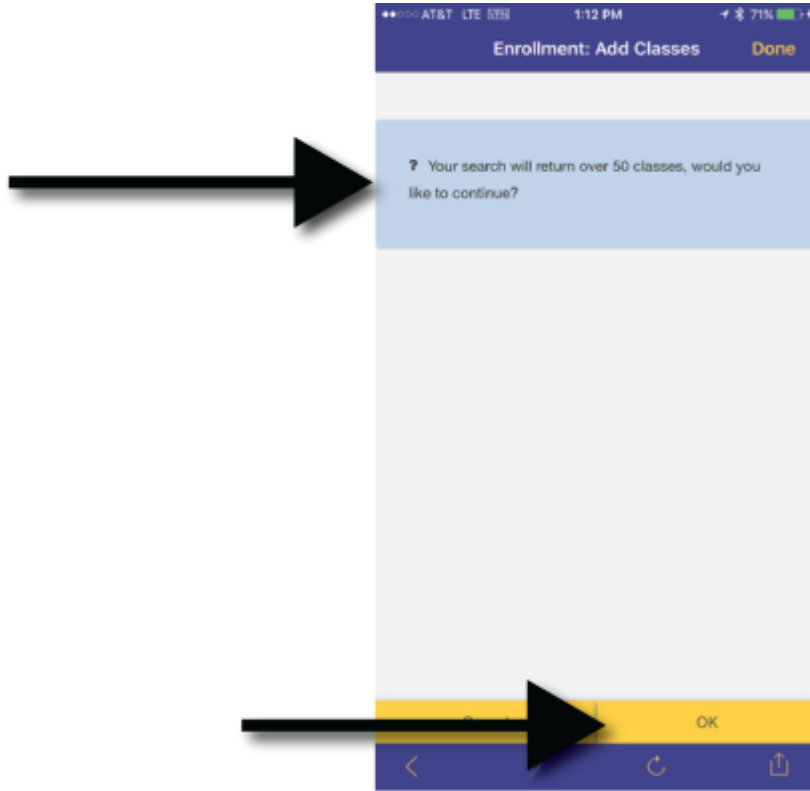 AT&T LTE 1:12 PM 71%
Enrollment: Add Classes Done
? Your search will return over 50 classes, would you
like to continue?
OK